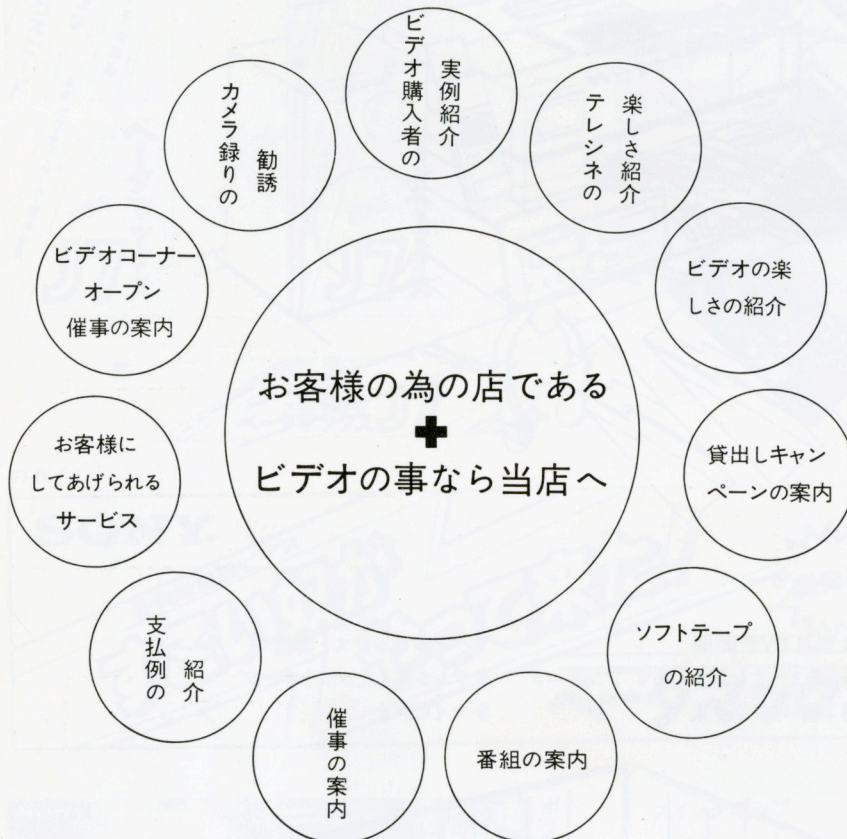 ビデオ購入者の
実例紹介
テレシネの
楽しさ紹介
ビデオの楽
しさの紹介
貸出しキャン
ペーンの案内
ソフトテープ
の紹介
番組の案内
催事の案内
支払例の
紹介
お客様に
してあげられる
サービス
ビデオコーナー
オープン
催事の案内
カメラ録りの
勧誘
お客様の為の店である
✚
ビデオの事なら当店へ